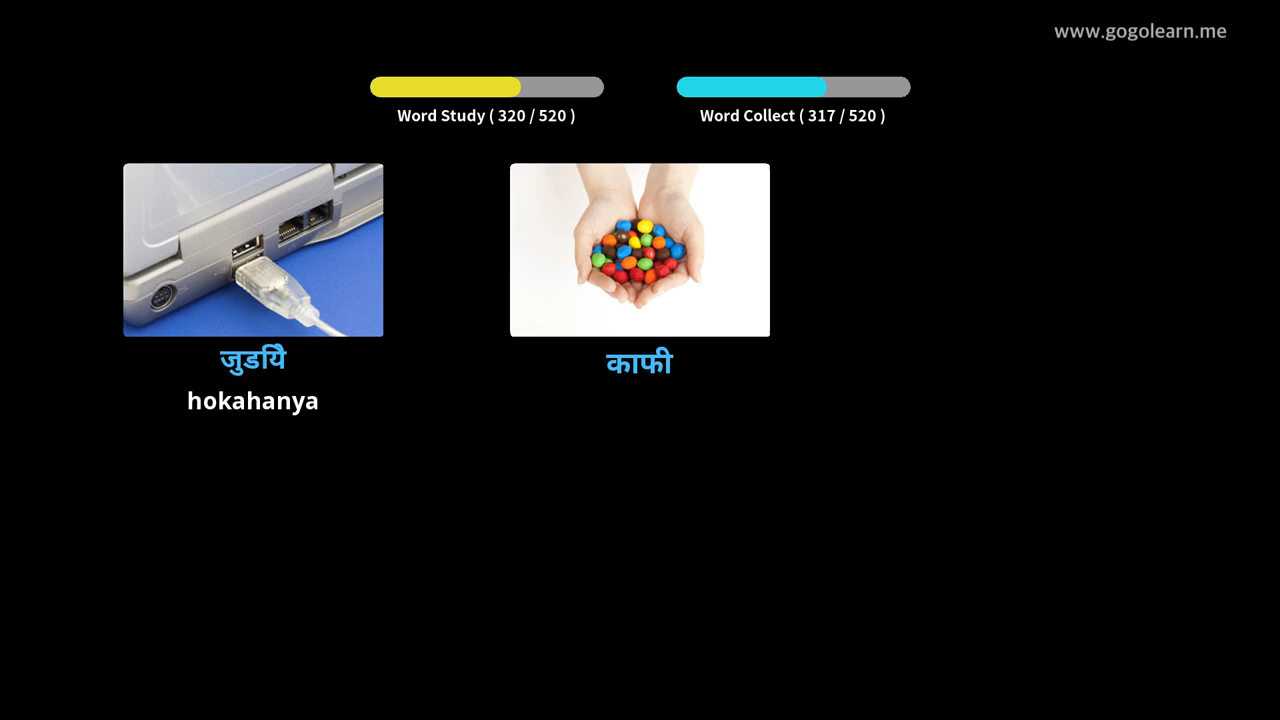 www.gogolearn.me
Word Study ( 320 / 520 )
Word Collect ( 317 / 520 )
जुडयिे
काफी
hokahanya